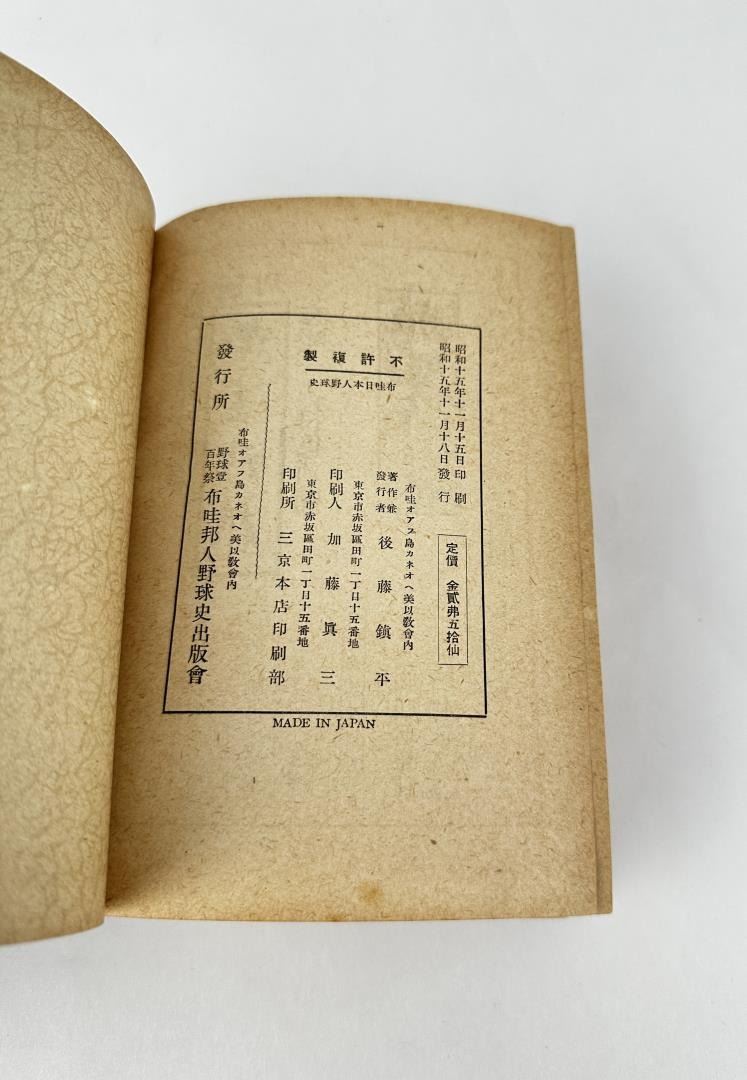 昭和十五年十一月十五日印刷
昭和十五年十一月十八日發行
定價 金貳弗五拾仙
不許複製
布哇日本人野球史
布哇オアフ島カネオヘ美以教會内
著作兼發行者 後藤鎭平
東京市赤坂區田町一丁目十五番地
印刷人 加藤眞三
東京市赤坂區田町一丁目十五番地
印刷所 三京本店印刷部
發行所
布哇オアフ島カネオヘ美以教會内
野球壹百年祭 布哇邦人野球史出版會
MADE IN JAPAN